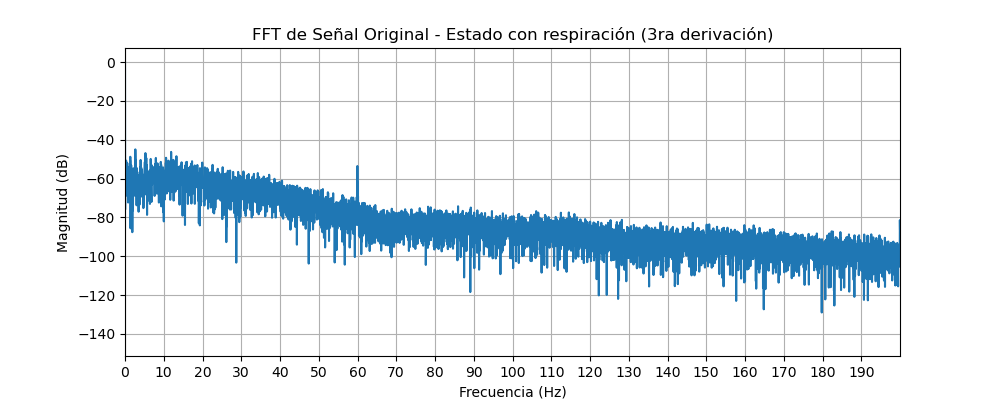 FFT de Señal Original - Estado con respiración (3ra derivación)
Magnitud (dB)
0
−20
−40
−60
−80
−100
−120
−140
0 10 20 30 40 50 60 70 80 90 100 110 120 130 140 150 160 170 180 190
Frecuencia (Hz)